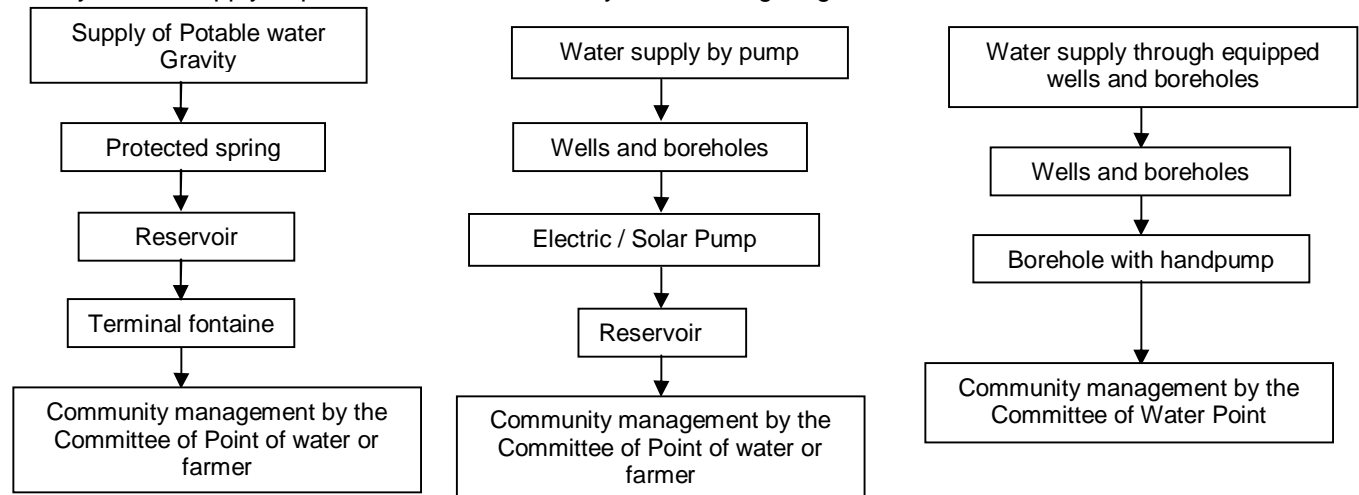 Supply of Potable water
Gravity
Protected spring
Reservoir
Terminal fontaine
Community management by the
Committee of Point of water or
farmer
Water supply by pump
Wells and boreholes
Electric / Solar Pump
Reservoir
Community management by the
Committee of Point of water or
farmer
Water supply through equipped
wells and boreholes
Wells and boreholes
Borehole with handpump
Community management by the
Committee of Water Point